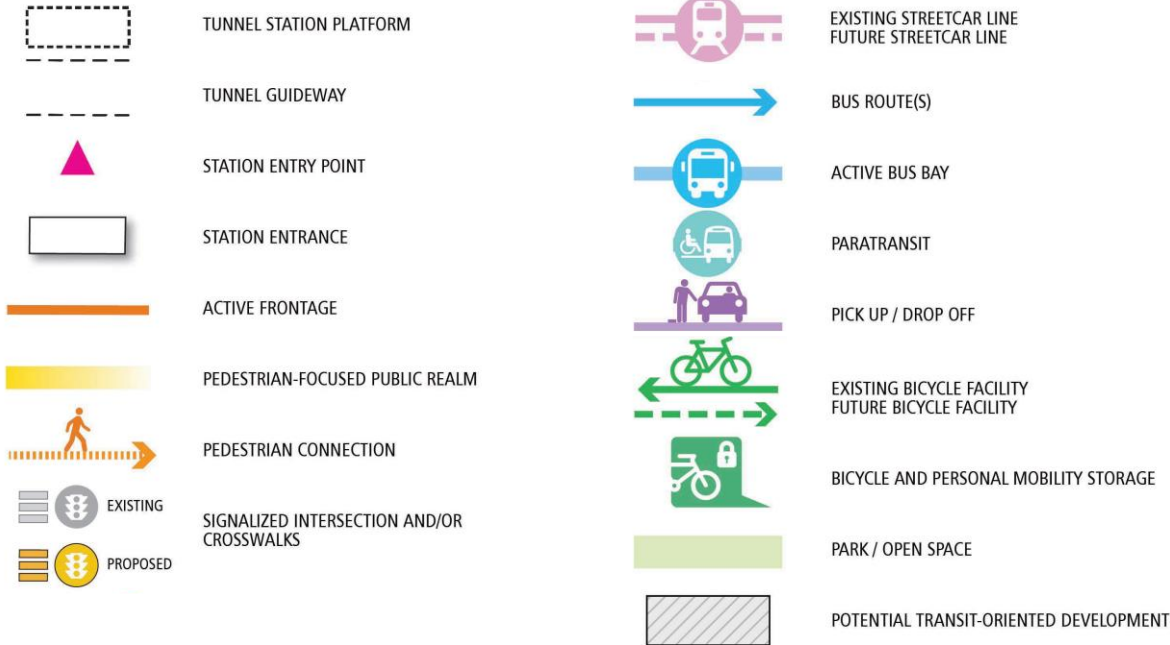 TUNNEL STATION PLATFORM
TUNNEL GUIDEWAY
STATION ENTRY POINT
STATION ENTRANCE
ACTIVE FRONTAGE
PEDESTRIAN-FOCUSED PUBLIC REALM
PEDESTRIAN CONNECTION
EXISTING
PROPOSED
SIGNALIZED INTERSECTION AND/OR
CROSSWALKS
EXISTING STREETCAR LINE
FUTURE STREETCAR LINE
BUS ROUTE(S)
ACTIVE BUS BAY
PARATRANSIT
PICK UP / DROP OFF
EXISTING BICYCLE FACILITY
FUTURE BICYCLE FACILITY
BICYCLE AND PERSONAL MOBILITY STORAGE
PARK / OPEN SPACE
POTENTIAL TRANSIT-ORIENTED DEVELOPMENT